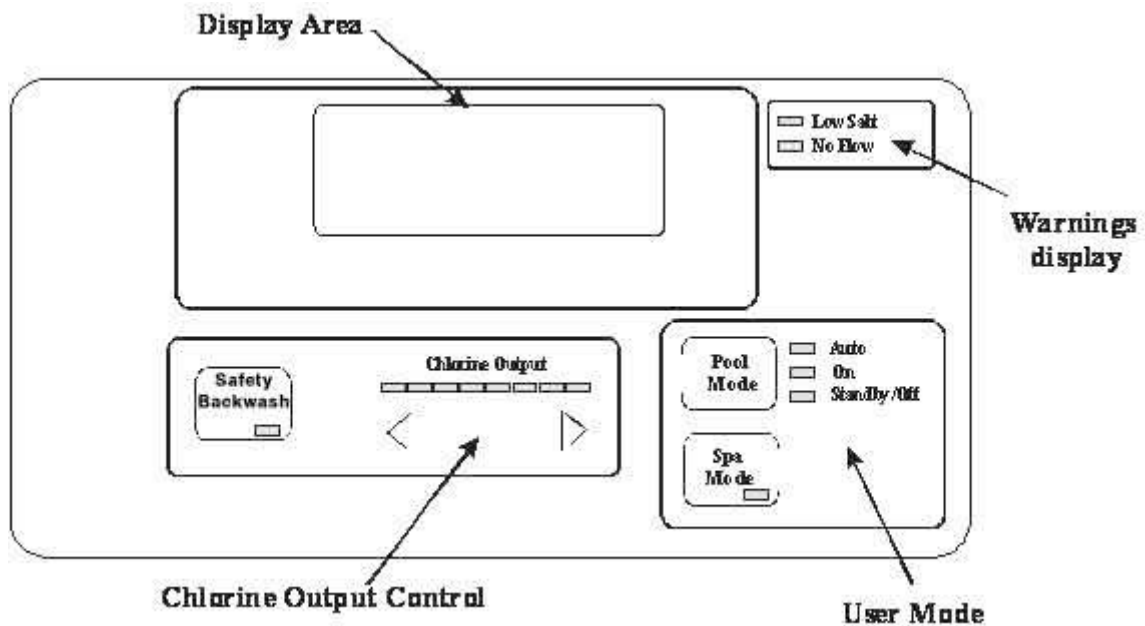 Display Area
Low Salt
No Flow
Warnings
display
Safety
Backwash
Chlorine Output
Pool
Mode
Auto
On
Standby/Off
Spa
Mode
Chlorine Output Control
User Mode